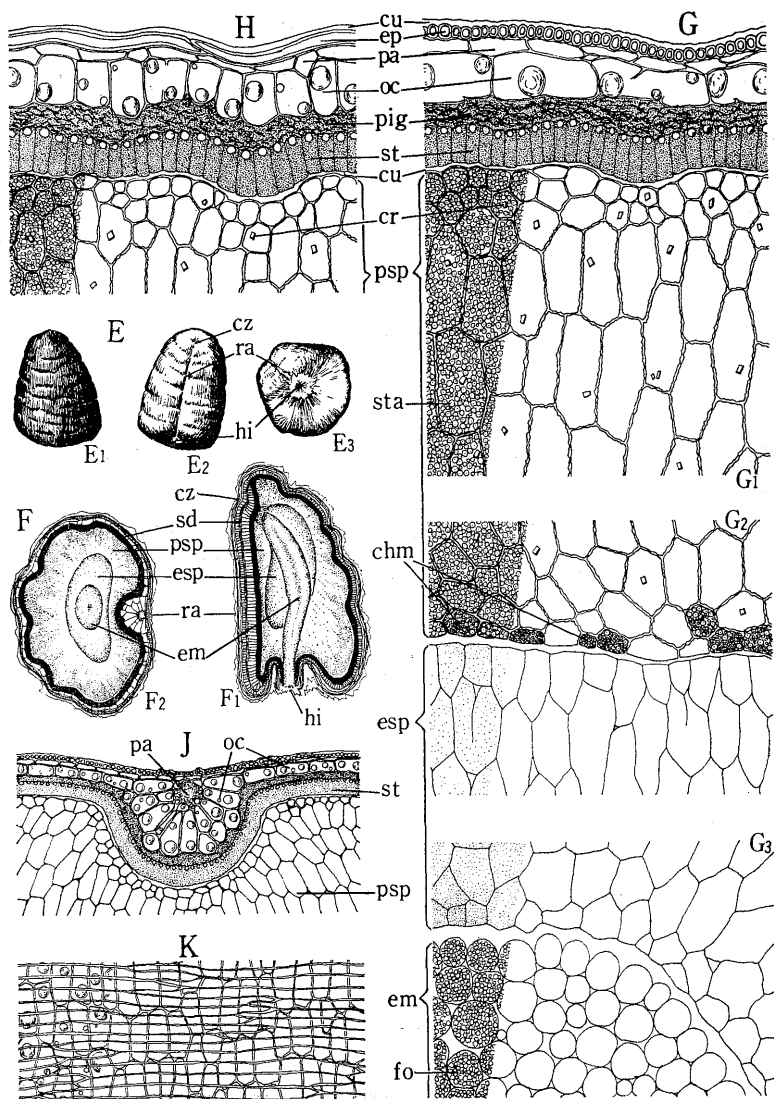 H
cu
G
ep
pa
oc
pig
st
cu
cr
psp
E
cz
ra
hi
E1
E2
E3
sta
G1
F
cz
sd
psp
esp
ra
em
F2
F1
hi
G2
chm
esp
J
pa
oc
st
psp
G3
K
em
fo